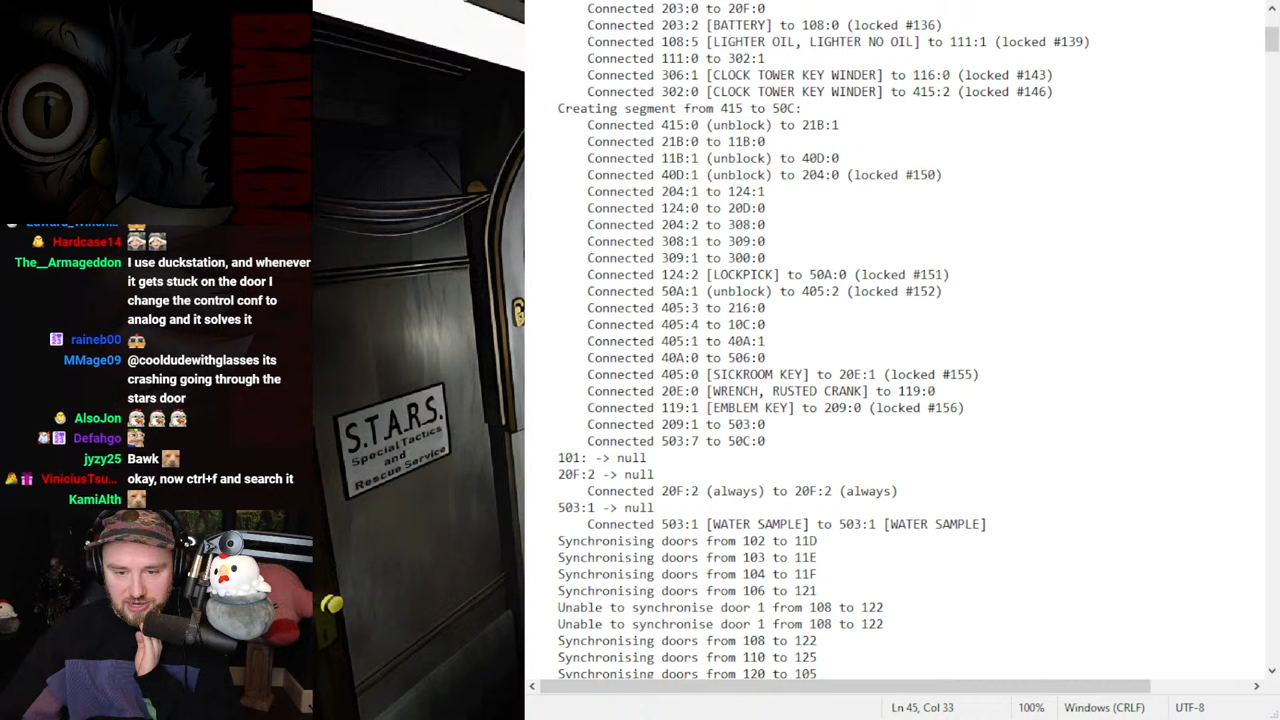 Edward_Winch...
Hardcase14
The__Armageddon I use duckstation, and whenever
it gets stuck on the door I
change the control conf to
analog and it solves it
raineb00
MMage09 @cooldudewithglasses its
crashing going through the
stars door
AlsoJon
Defahgo
jyzy25 Bawk
ViniciusTsu... okay, now ctrl+f and search it
KamiAlth
S.T.A.R.S.
Special Tactics
and
Rescue Service
Connected 203:0 to 20F:0
Connected 203:2 [BATTERY] to 108:0 (locked #136)
Connected 108:5 [LIGHTER OIL, LIGHTER NO OIL] to 111:1 (locked #139)
Connected 111:0 to 302:1
Connected 306:1 [CLOCK TOWER KEY WINDER] to 116:0 (locked #143)
Connected 302:0 [CLOCK TOWER KEY WINDER] to 415:2 (locked #146)
Creating segment from 415 to 50C:
Connected 415:0 (unblock) to 21B:1
Connected 21B:0 to 11B:0
Connected 11B:1 (unblock) to 40D:0
Connected 40D:1 (unblock) to 204:0 (locked #150)
Connected 204:1 to 124:1
Connected 124:0 to 20D:0
Connected 204:2 to 308:0
Connected 308:1 to 309:0
Connected 309:1 to 300:0
Connected 124:2 [LOCKPICK] to 50A:0 (locked #151)
Connected 50A:1 (unblock) to 405:2 (locked #152)
Connected 405:3 to 216:0
Connected 405:4 to 10C:0
Connected 405:1 to 40A:1
Connected 40A:0 to 506:0
Connected 405:0 [SICKROOM KEY] to 20E:1 (locked #155)
Connected 20E:0 [WRENCH, RUSTED CRANK] to 119:0
Connected 119:1 [EMBLEM KEY] to 209:0 (locked #156)
Connected 209:1 to 503:0
Connected 503:7 to 50C:0
101: -> null
20F:2 -> null
Connected 20F:2 (always) to 20F:2 (always)
503:1 -> null
Connected 503:1 [WATER SAMPLE] to 503:1 [WATER SAMPLE]
Synchronising doors from 102 to 11D
Synchronising doors from 103 to 11E
Synchronising doors from 104 to 11F
Synchronising doors from 106 to 121
Unable to synchronise door 1 from 108 to 122
Unable to synchronise door 1 from 108 to 122
Synchronising doors from 108 to 122
Synchronising doors from 110 to 125
Synchronising doors from 120 to 105
Ln 45, Col 33
100%
Windows (CRLF)
UTF-8